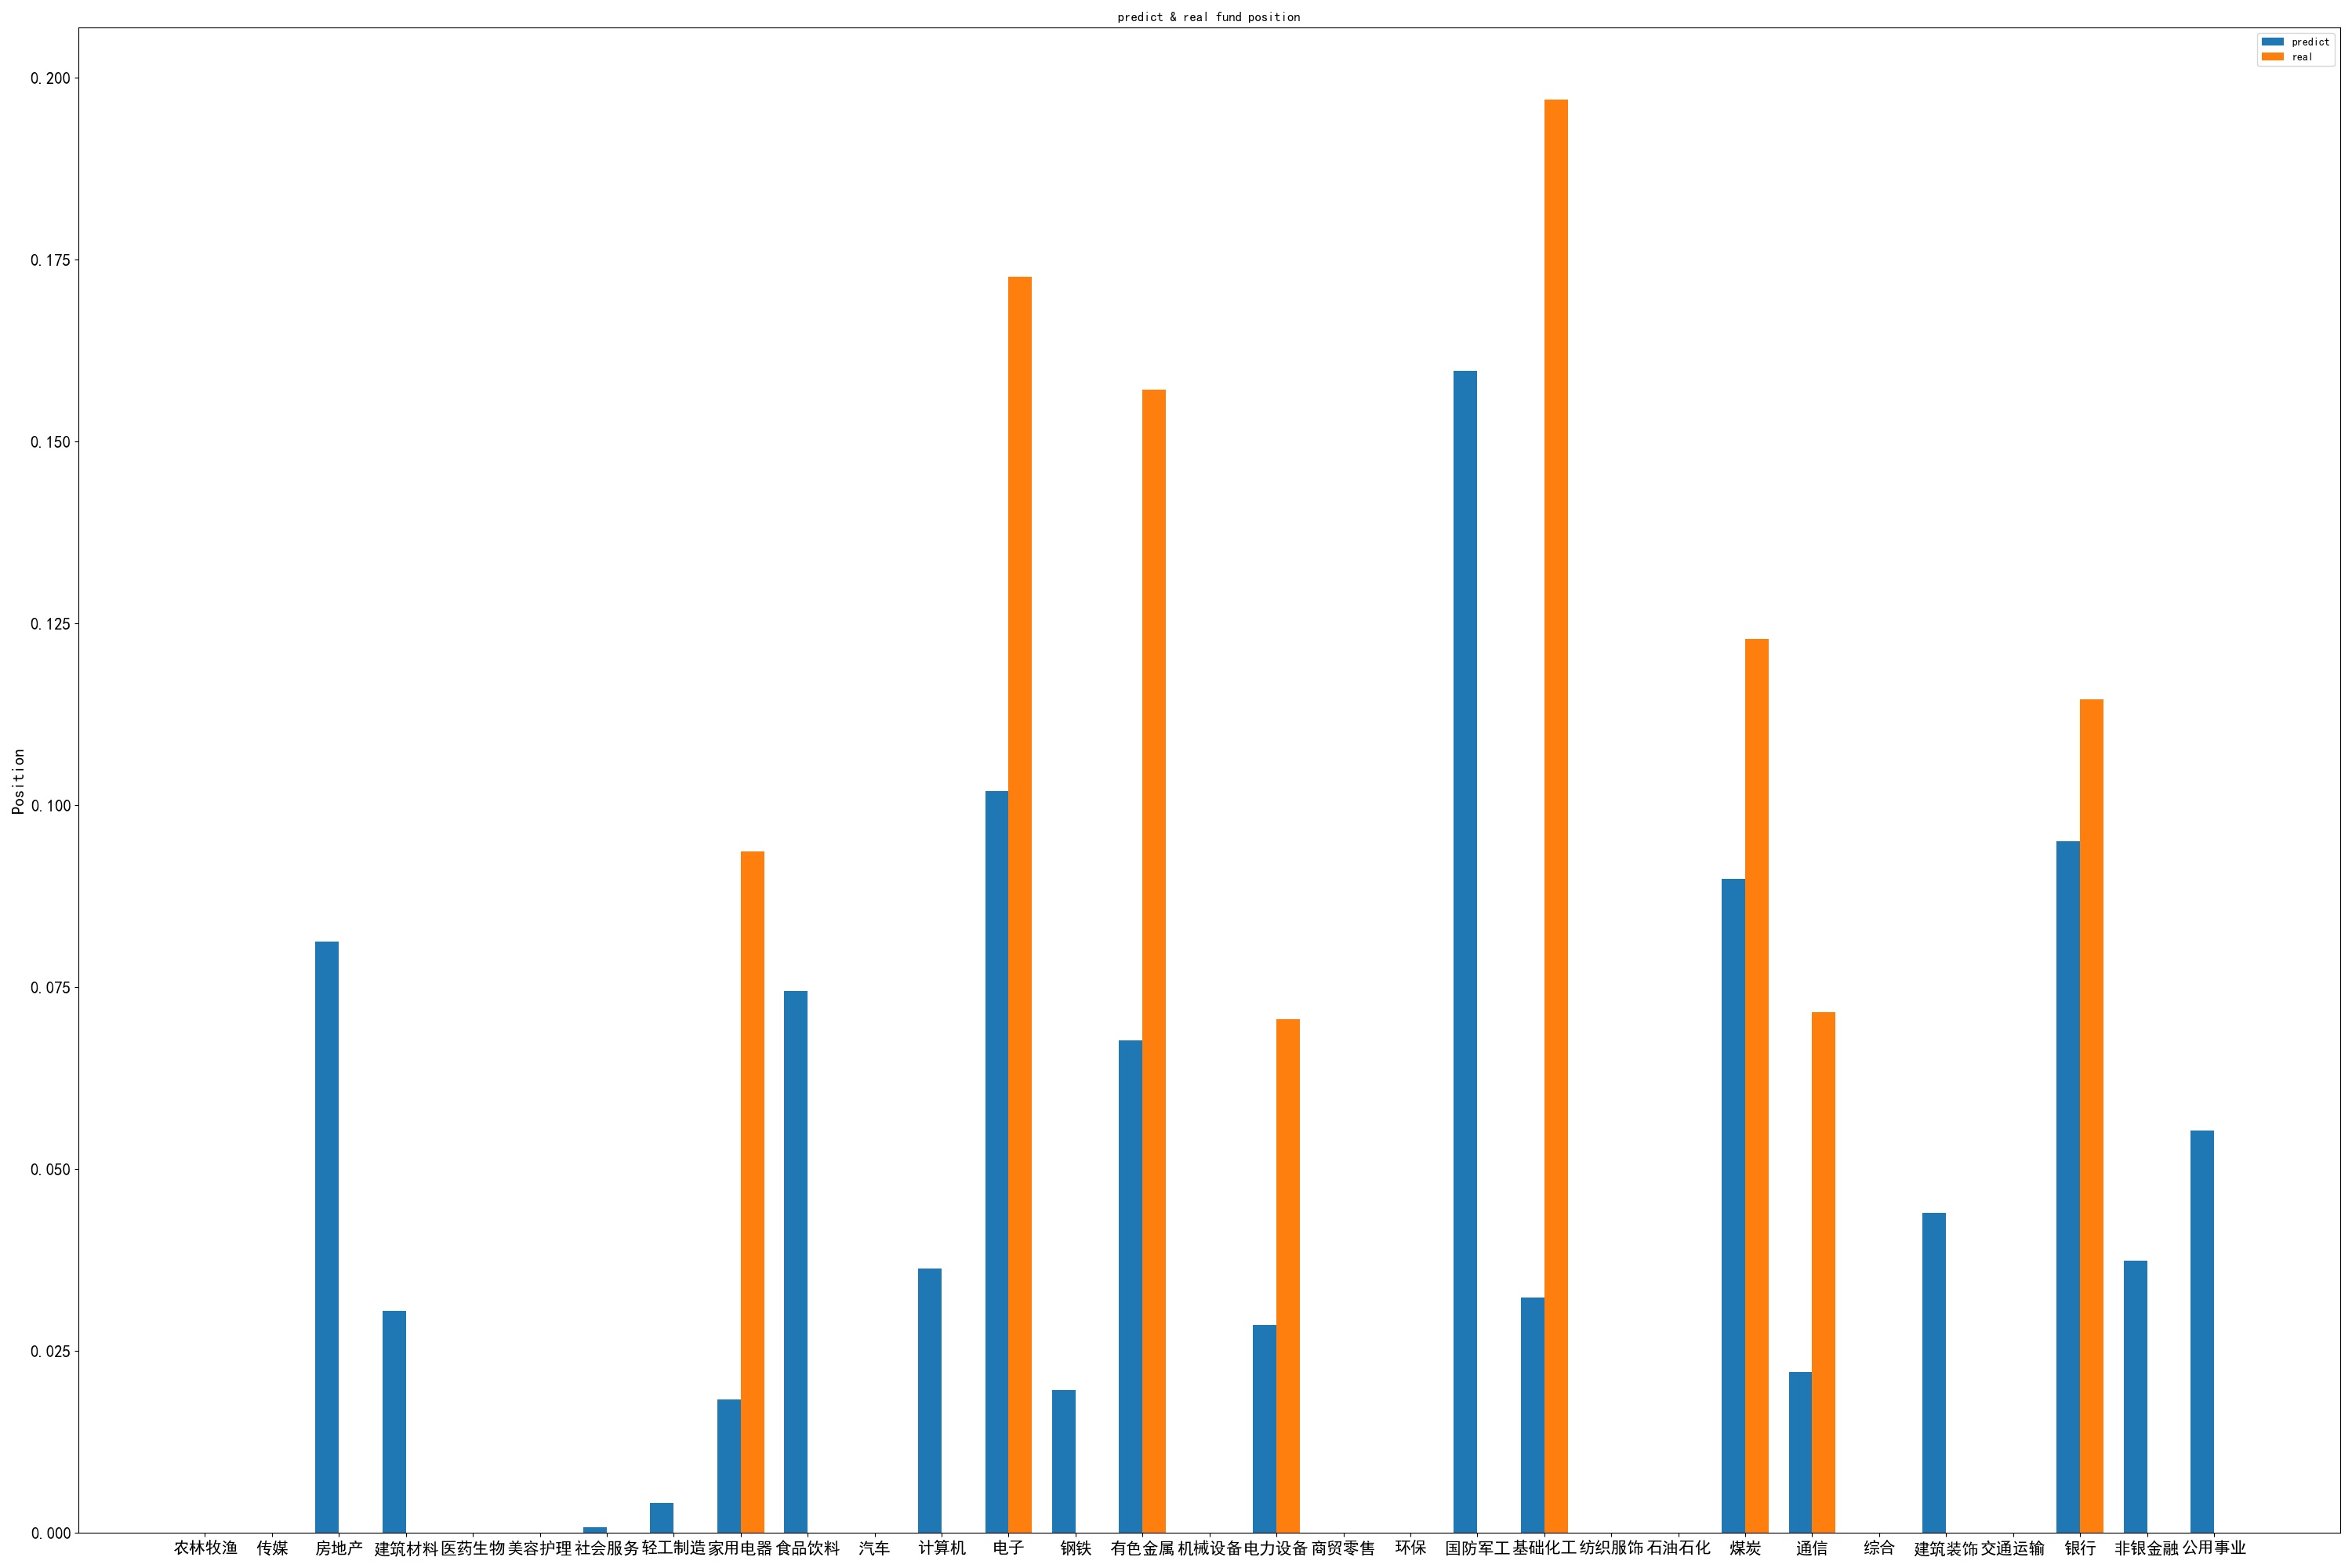 predict & real fund position
predict
real
Position
0.200
0.175
0.150
0.125
0.100
0.075
0.050
0.025
0.000
农林牧渔 传媒 房地产 建筑材料 医药生物 美容护理 社会服务 轻工制造 家用电器 食品饮料 汽车 计算机 电子 钢铁 有色金属 机械设备 电力设备 商贸零售 环保 国防军工 基础化工 纺织服饰 石油石化 煤炭 通信 综合 建筑装饰 交通运输 银行 非银金融 公用事业